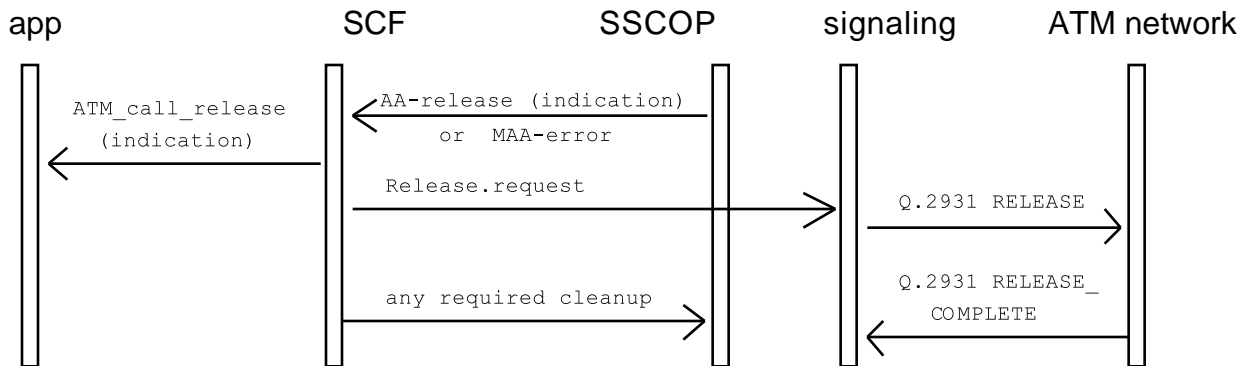 app
SCF
SSCOP
signaling
ATM network
ATM_call_release
(indication)
AA-release (indication)
or MAA-error
Release.request
Q.2931 RELEASE
any required cleanup
Q.2931 RELEASE_
COMPLETE